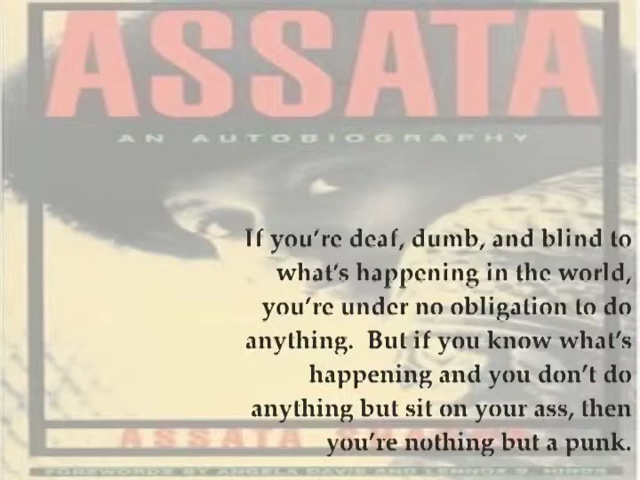 ASSATA
AN AUTOBIOGRAPHY
If you're deaf, dumb, and blind to
what's happening in the world,
you're under no obligation to do
anything. But if you know what's
happening and you don't do
anything but sit on your ass, then
you're nothing but a punk.
ASSATA
FOREWORDS BY ANGELA DAVIS AND LENNOX S. HINDS